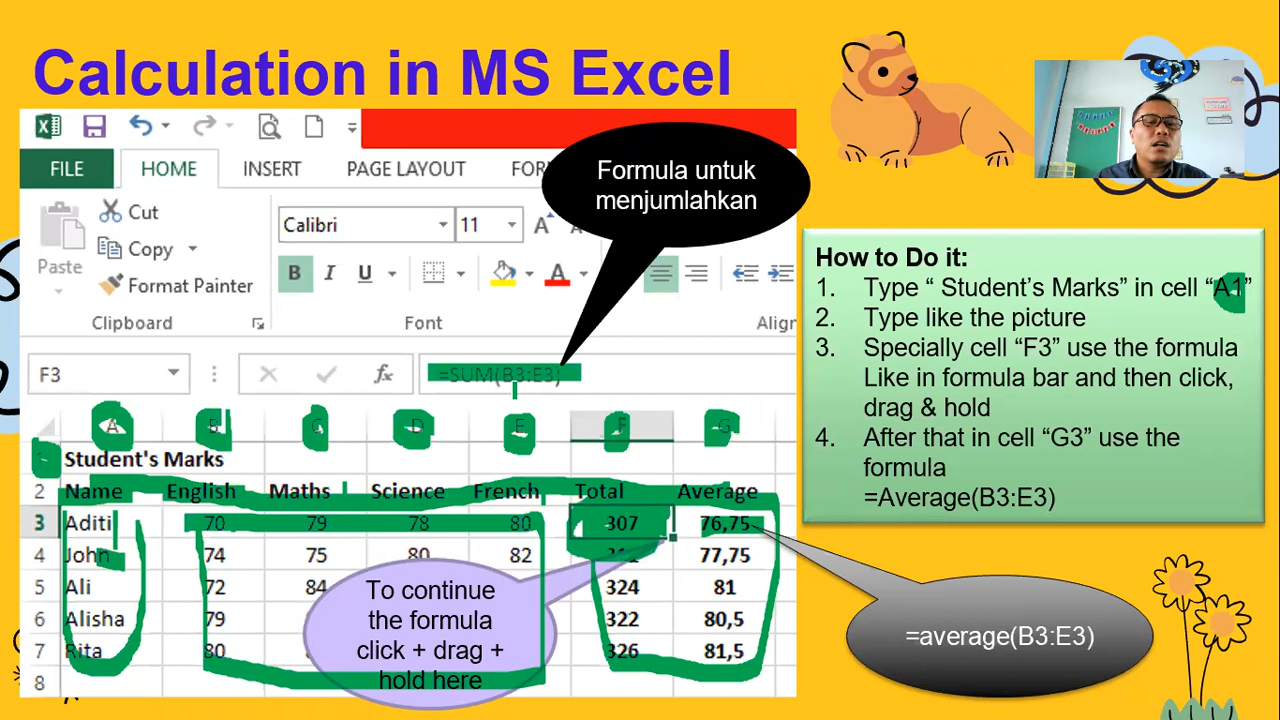 Calculation in MS Excel
FILE HOME INSERT PAGE LAYOUT FOR
Formula untuk
menjumlahkan
Cut
Copy
Paste
Format Painter
Calibri 11
B I U A
Clipboard Font Align
F3 fx =SUM(B3:E3)
A B C D E F G
Student's Marks
2 Name English Maths Science French Total Average
3 Aditi 70 79 78 80 307 76,75
4 John 74 75 80 82 77,75
5 Ali 72 84 324 81
6 Alisha 79 322 80,5
7 Rita 80 326 81,5
8
To continue
the formula
click + drag +
hold here
How to Do it:
1. Type “ Student’s Marks” in cell “A1”
2. Type like the picture
3. Specially cell “F3” use the formula
Like in formula bar and then click,
drag & hold
4. After that in cell “G3” use the
formula
=Average(B3:E3)
=average(B3:E3)